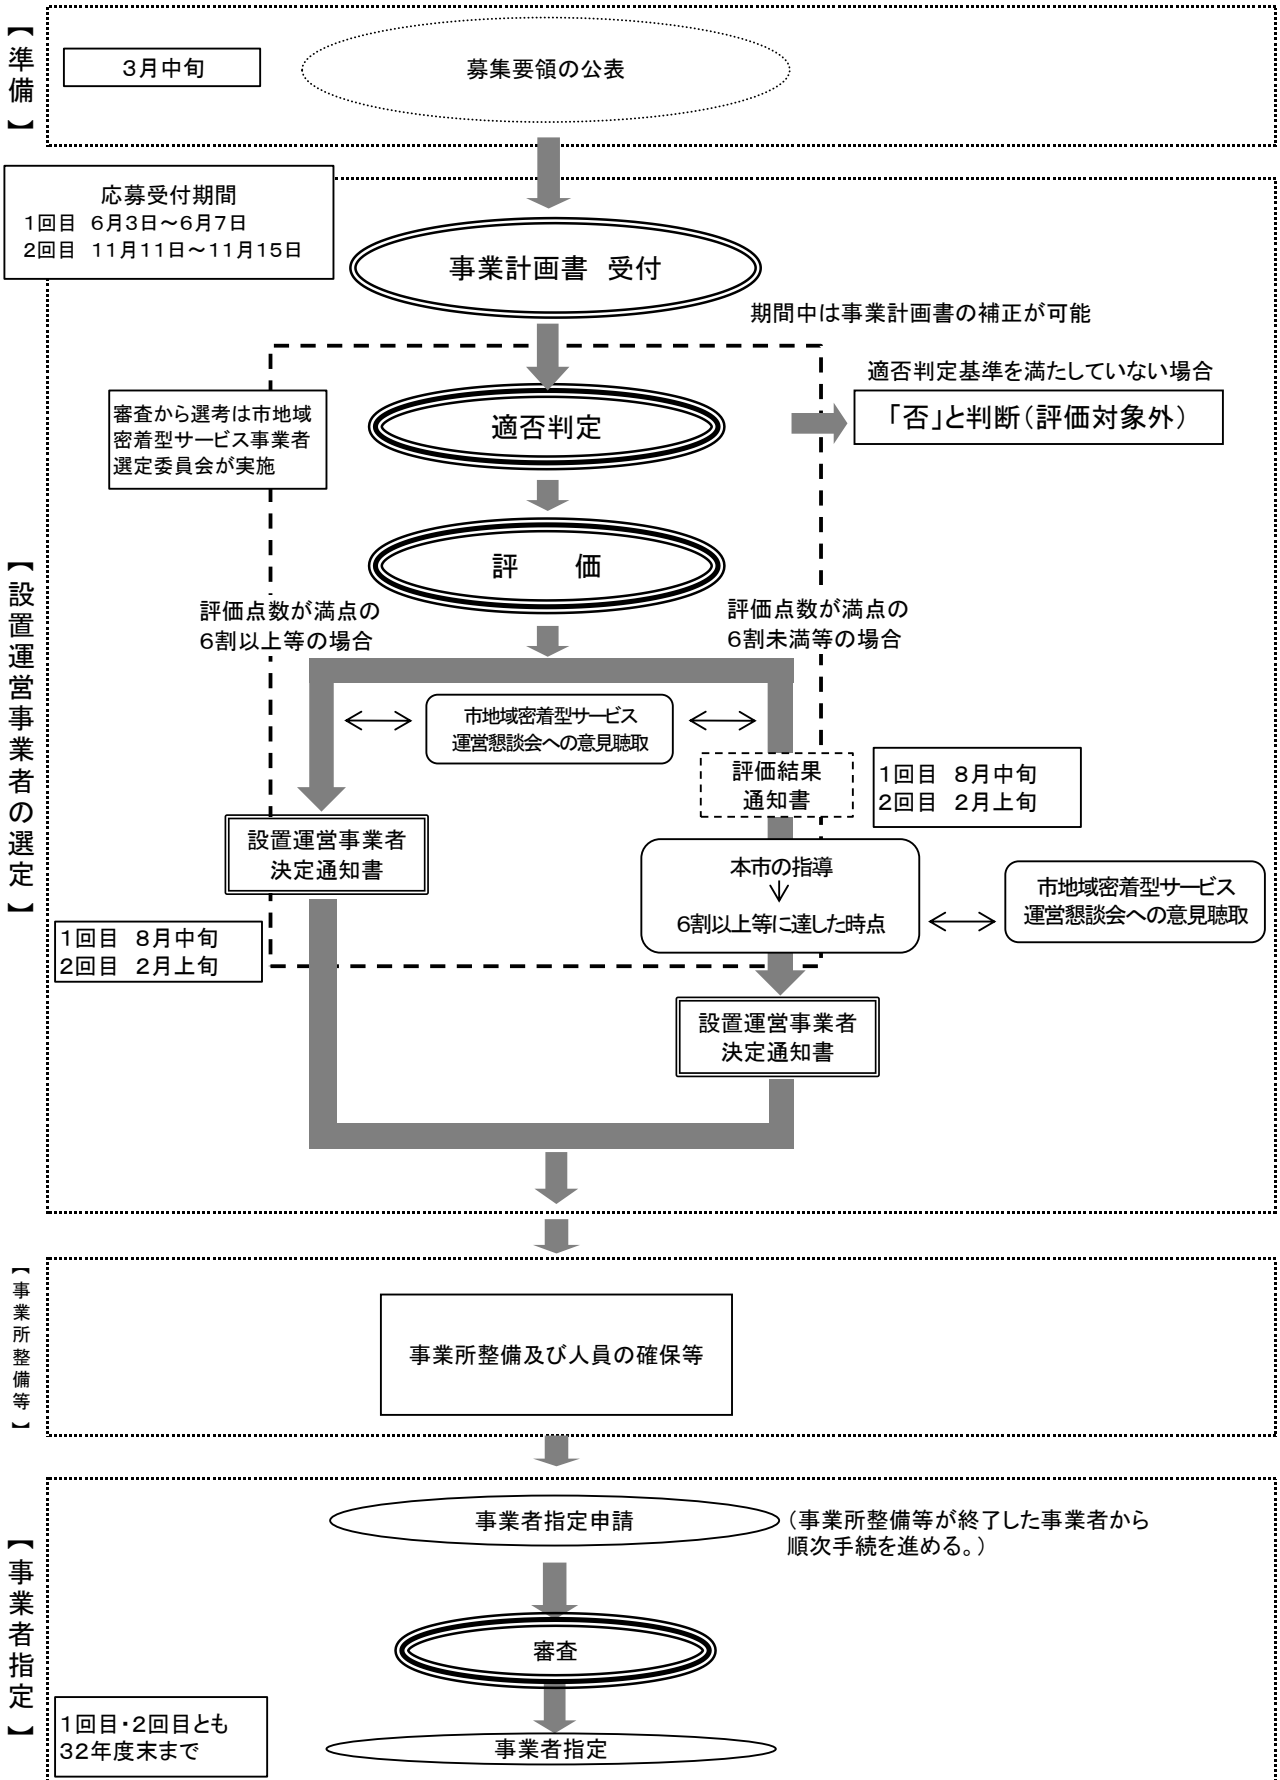 【準備】
３月中旬
募集要領の公表
応募受付期間
１回目　６月３日～６月７日
２回目　１１月１１日～１１月１５日
事業計画書　受付
期間中は事業計画書の補正が可能
適否判定基準を満たしていない場合
「否」と判断（評価対象外）
審査から選考は市地域
密着型サービス事業者
選定委員会が実施
適否判定
【設置運営事業者の選定】
評　　価
評価点数が満点の
６割以上等の場合
評価点数が満点の
６割未満等の場合
市地域密着型サービス
運営懇談会への意見聴取
評価結果
通知書
１回目　８月中旬
２回目　２月上旬
設置運営事業者
決定通知書
本市の指導
↓
６割以上等に達した時点
市地域密着型サービス
運営懇談会への意見聴取
１回目　８月中旬
２回目　２月上旬
設置運営事業者
決定通知書
【事業所整備等】
事業所整備及び人員の確保等
【事業者指定】
事業者指定申請
（事業所整備等が終了した事業者から
順次手続を進める。）
審査
１回目・２回目とも
３２年度末まで
事業者指定